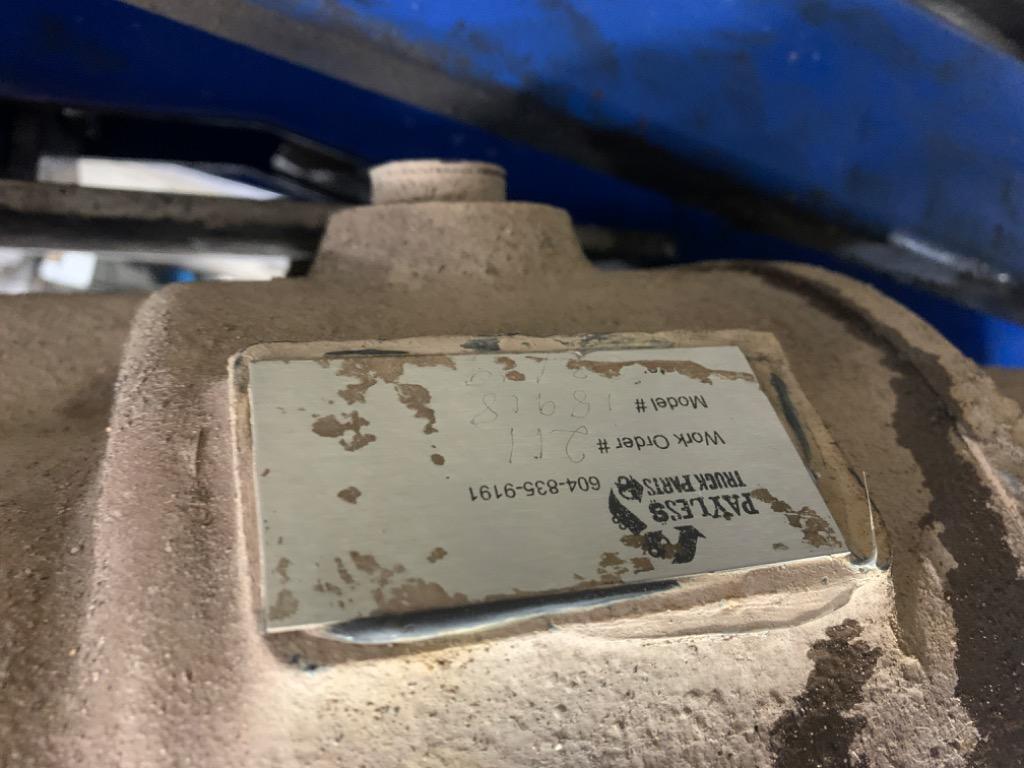 PAYLESS
TRUCK PARTS
604-835-9191
Work Order # 211
Model # 18918